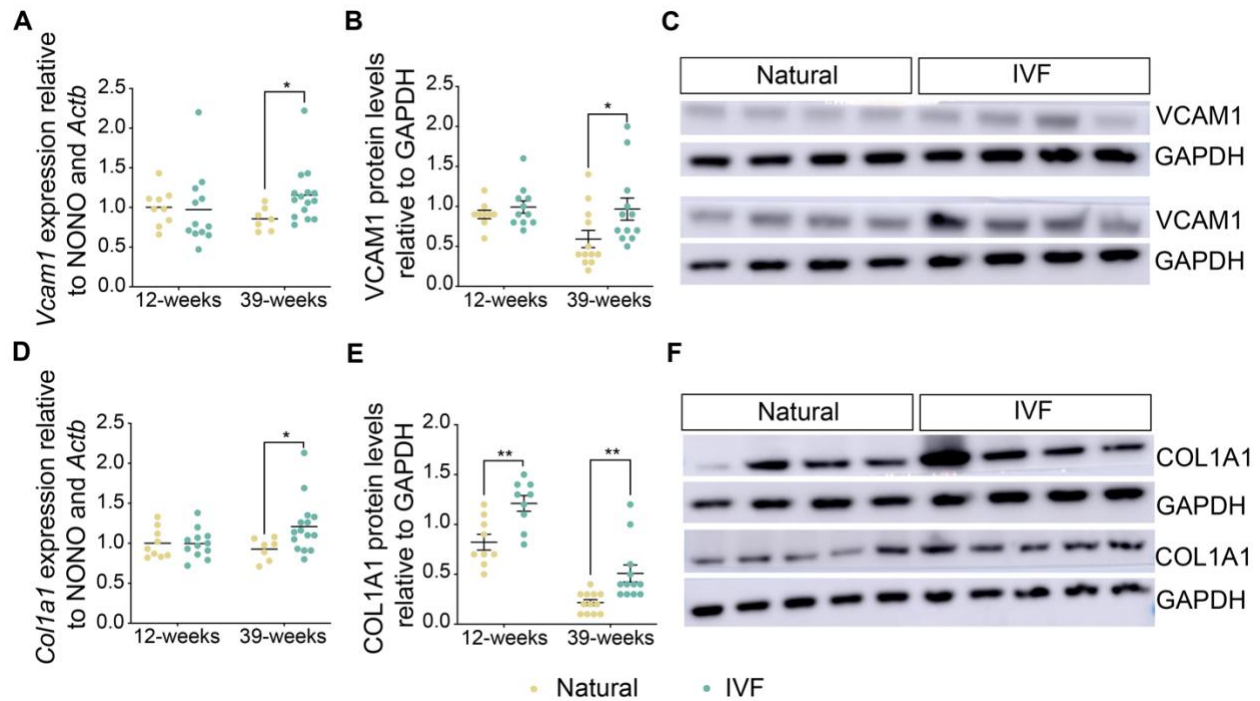 A
Vcam1 expression relative
to NONO and Actb
2.5
2.0
1.5
1.0
0.5
0.0
*
12-weeks
39-weeks
B
VCAM1 protein levels
relative to GAPDH
2.5
2.0
1.5
1.0
0.5
0.0
*
12-weeks
39-weeks
C
Natural
IVF
VCAM1
GAPDH
VCAM1
GAPDH
D
Col1a1 expression relative
to NONO and Actb
2.5
2.0
1.5
1.0
0.5
0.0
*
12-weeks
39-weeks
E
COL1A1 protein levels
relative to GAPDH
2.0
1.5
1.0
0.5
0.0
**
**
12-weeks
39-weeks
F
Natural
IVF
COL1A1
GAPDH
COL1A1
GAPDH
Natural
IVF